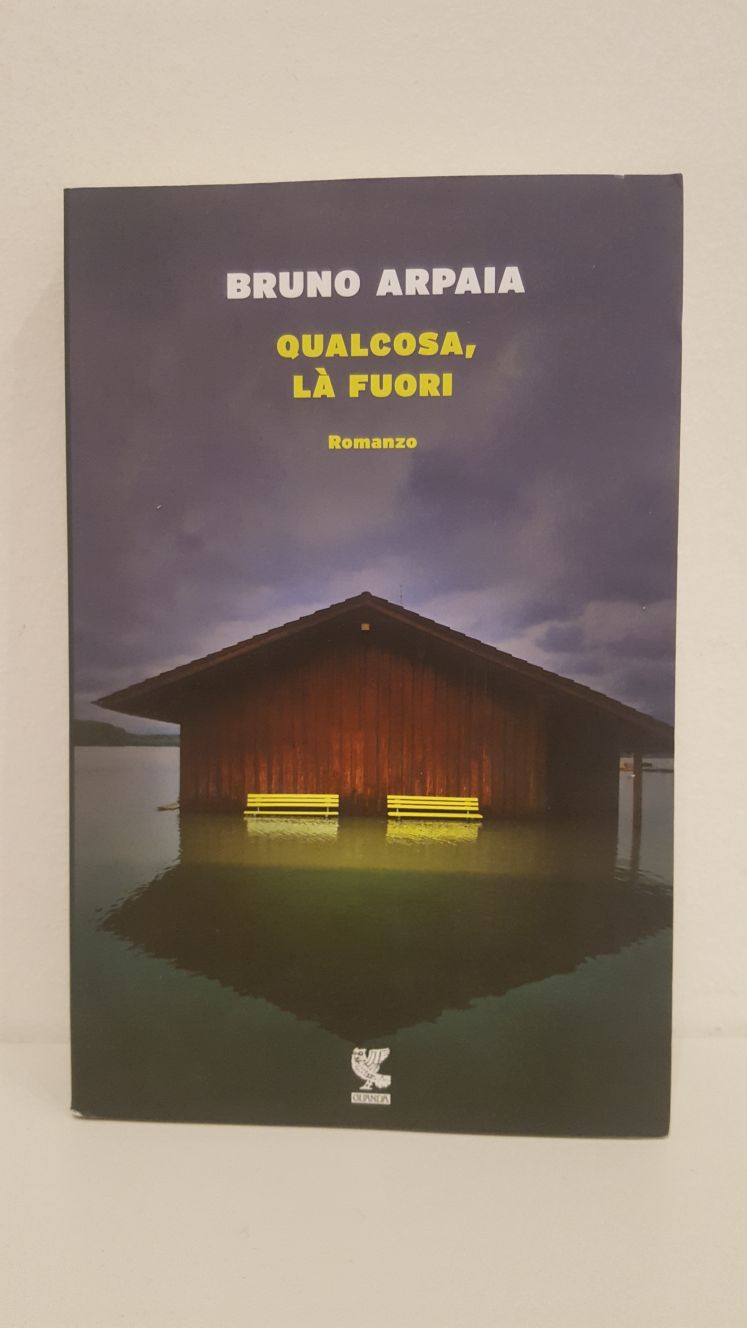 BRUNO ARPAIA
QUALCOSA,
LÀ FUORI
Romanzo
GUANDA